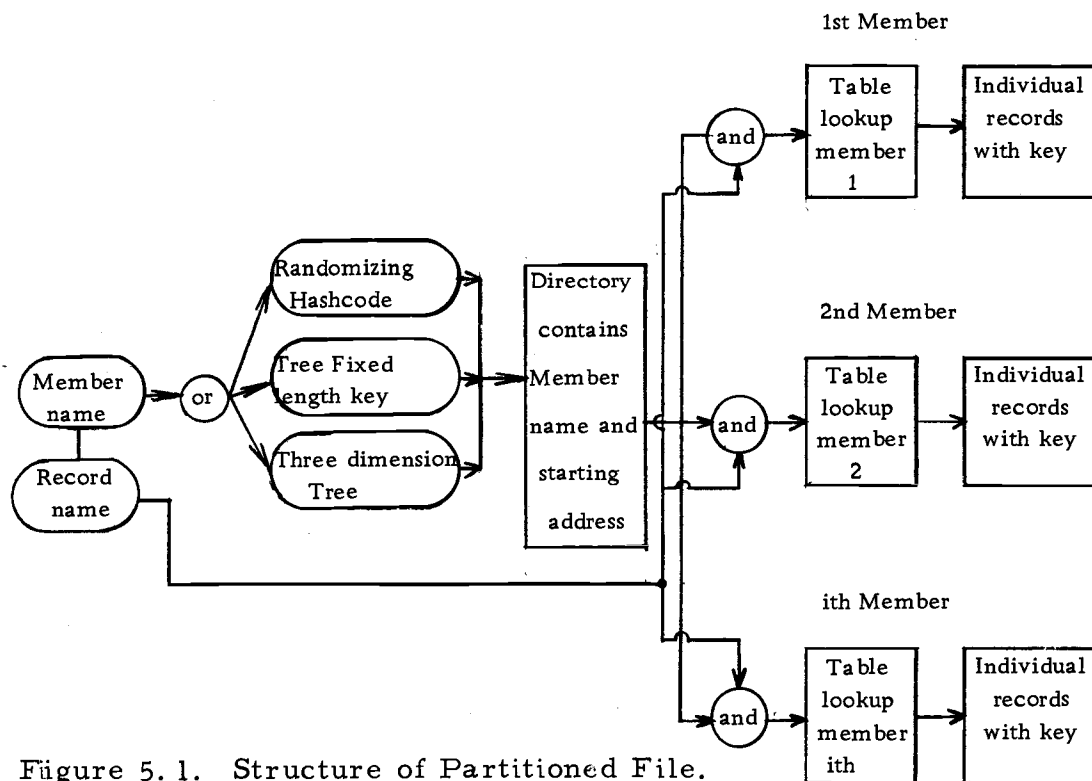 1st Member
Table
lookup
member
1
Individual
records
with key
and
Randomizing
Hashcode
Tree Fixed
length key
Three dimension
Tree
Member
name
or
Record
name
Directory
contains
Member
name and
starting
address
2nd Member
and
Table
lookup
member
2
Individual
records
with key
ith Member
and
Table
lookup
member
ith
Individual
records
with key
Figure 5.1. Structure of Partitioned File.